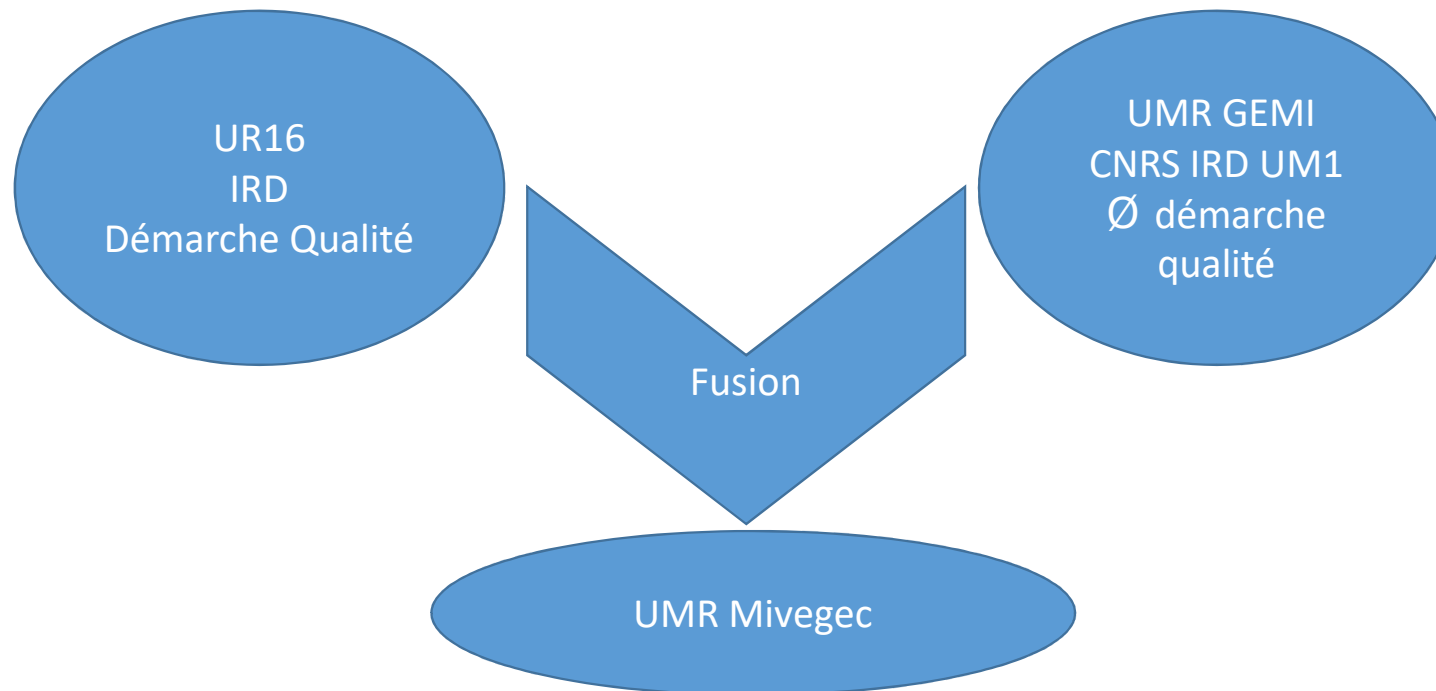 UR16
IRD
Démarche Qualité
UMR GEMI
CNRS IRD UM1
Ø démarche
qualité
Fusion
UMR Mivegec